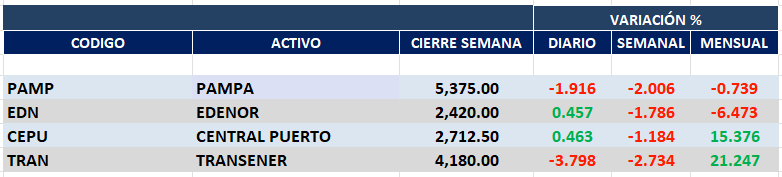 VARIACIÓN %
CODIGO ACTIVO CIERRE SEMANA DIARIO SEMANAL MENSUAL
PAMP PAMPA 5,375.00 -1.916 -2.006 -0.739
EDN EDENOR 2,420.00 0.457 -1.786 -6.473
CEPU CENTRAL PUERTO 2,712.50 0.463 -1.184 15.376
TRAN TRANSENER 4,180.00 -3.798 -2.734 21.247